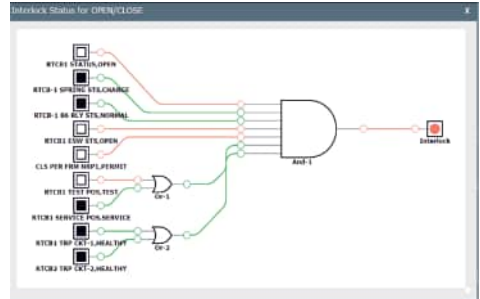 Interlock Status for OPEN/CLOSE
x
RTCB1 STATUS,OPEN
RTCB-1 SPRING STS,CHARGE
RTCB-1 86 RLY STS,NORMAL
RTCB1 ESW STS,OPEN
CLS PER FRM NRP1,PERMIT
RTCB1 TEST POS,TEST
RTCB1 SERVICE POS,SERVICE
RTCB1 TRP CKT-1,HEALTHY
RTCB2 TRP CKT-2,HEALTHY
Or-1
Or-2
And-1
Interlock